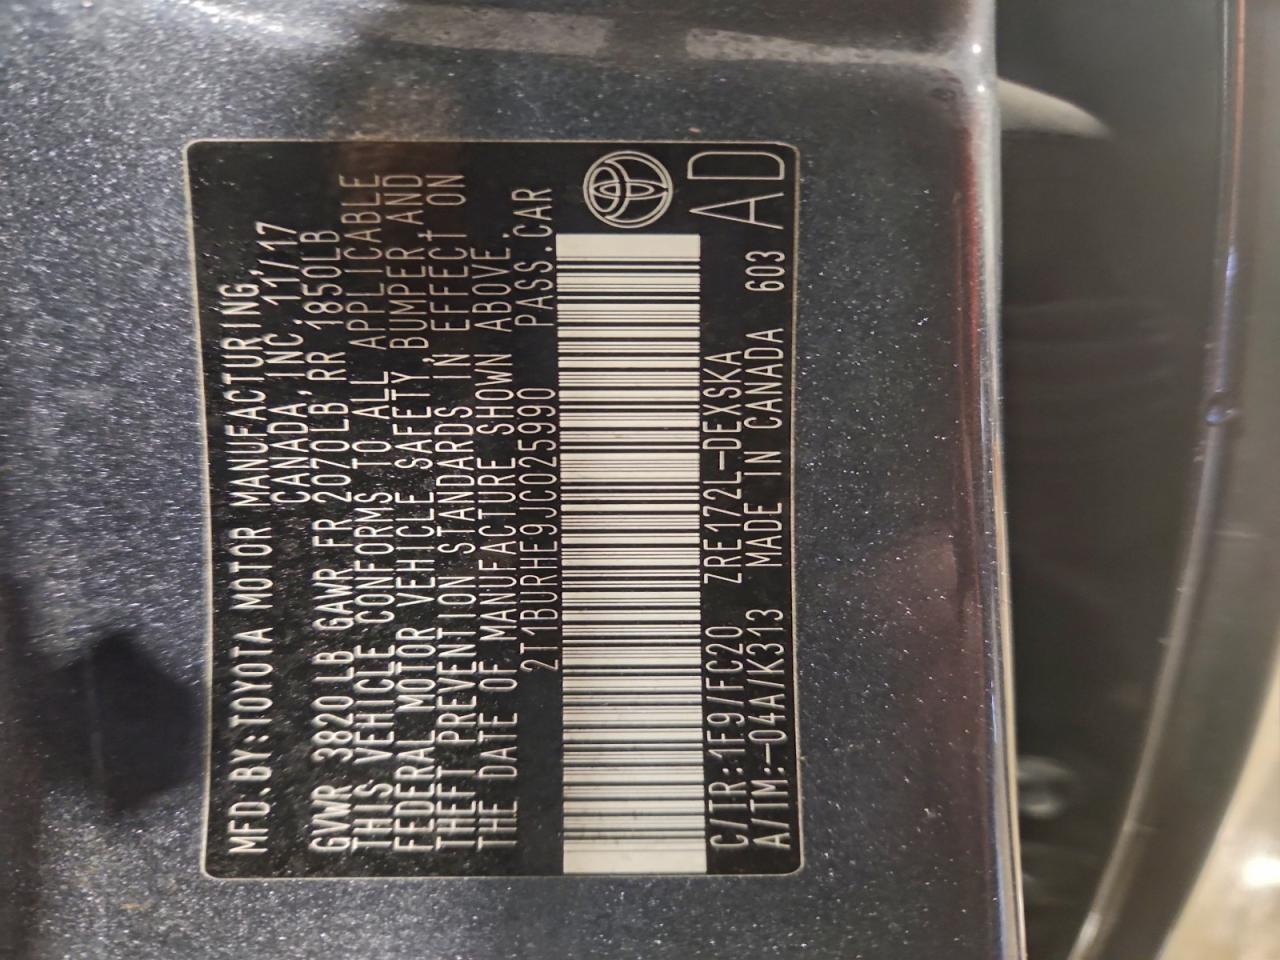 MFD.BY:TOYOTA MOTOR MANUFACTURING,
CANADA, INC. 11/17
GVWR 3820LB GAWR FR 2070LB, RR 1850LB
THIS VEHICLE CONFORMS TO ALL APPLICABLE
FEDERAL MOTOR VEHICLE SAFETY, BUMPER, AND
THEFT PREVENTION STANDARDS IN EFFECT ON
THE DATE OF MANUFACTURE SHOWN ABOVE.
2T1BURHE9JC025990 PASS.CAR
C/TR:1F9/FC20 ZRE172L-DEXSKA
A/TM:-04A/K313 MADE IN CANADA 603
AD